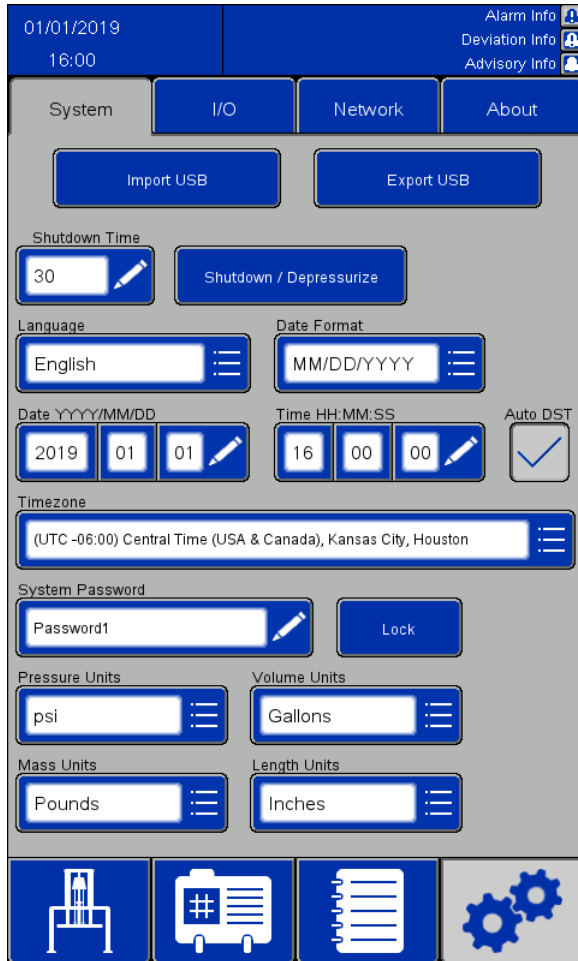 01/01/2019
16:00
Alarm Info
Deviation Info
Advisory Info
System
I/O
Network
About
Import USB
Export USB
Shutdown Time
30
Shutdown / Depressurize
Language
Date Format
English
MM/DD/YYYY
Date YYYY/MM/DD
Time HH:MM:SS
Auto DST
2019 01 01
16 00 00
Timezone
(UTC -06:00) Central Time (USA & Canada), Kansas City, Houston
System Password
Password1
Lock
Pressure Units
Volume Units
psi
Gallons
Mass Units
Length Units
Pounds
Inches
#